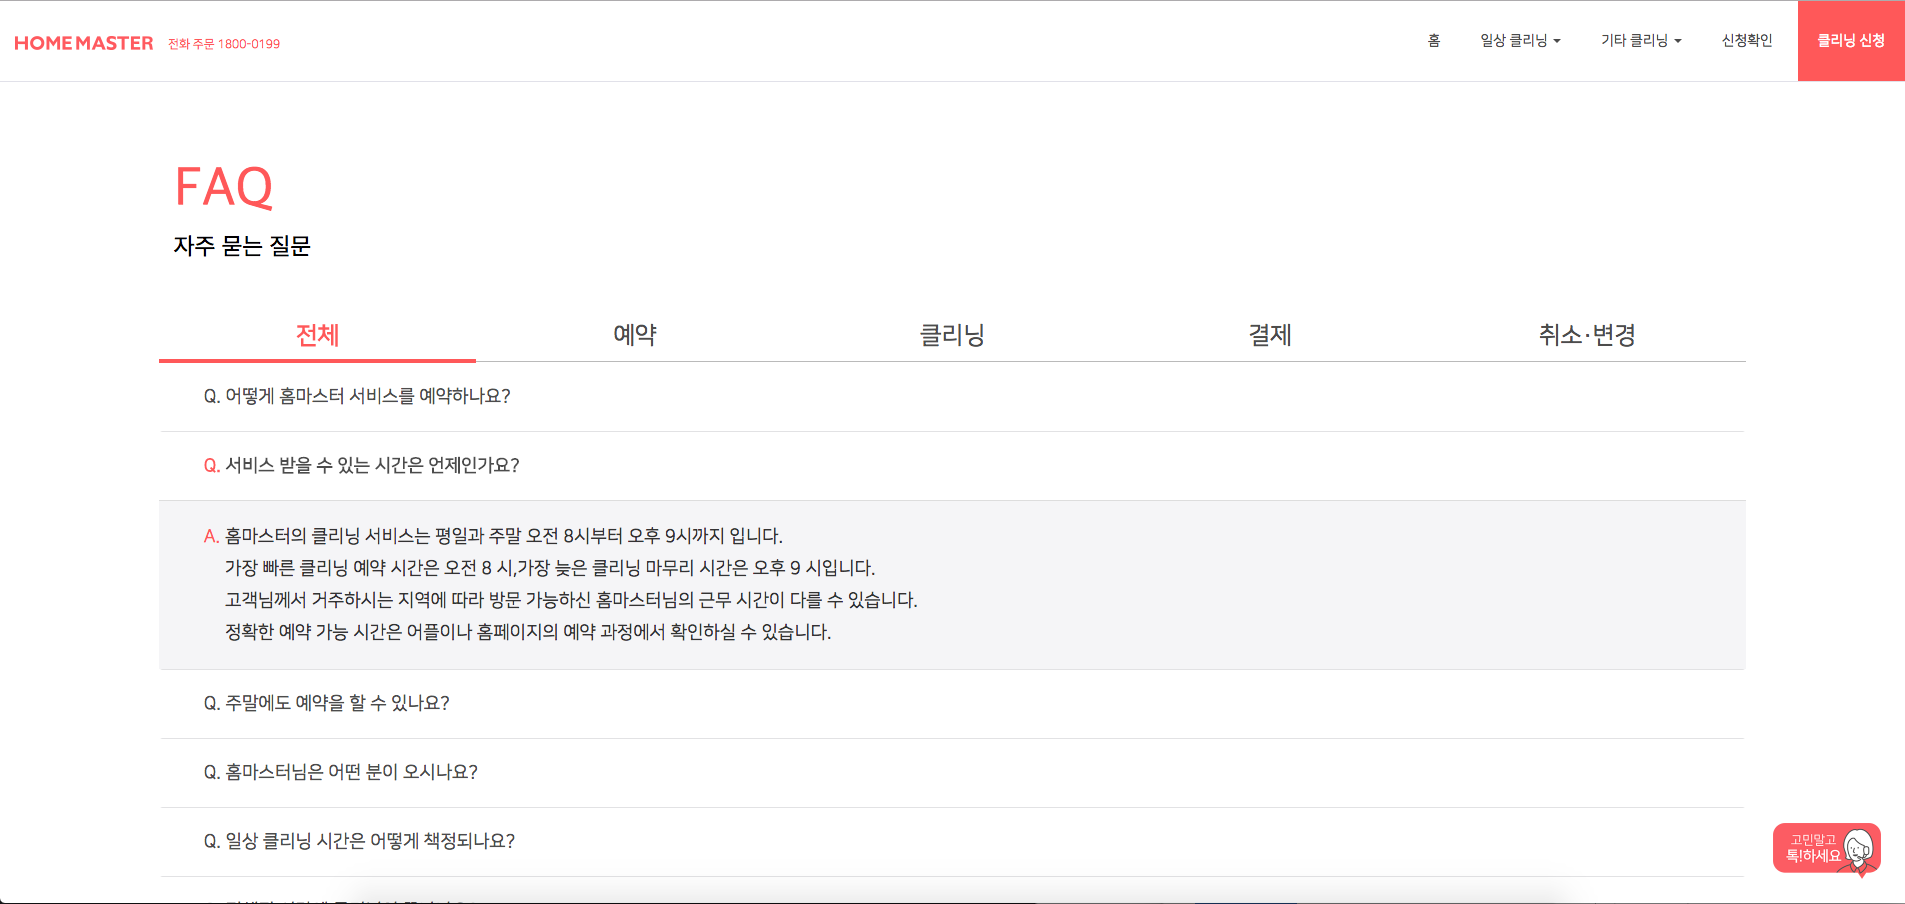 HOMEMASTER 전화 주문 1800-0199
홈 일상 클리닝 기타 클리닝 신청확인 클리닝 신청
FAQ
자주 묻는 질문
전체 예약 클리닝 결제 취소·변경
Q. 어떻게 홈마스터 서비스를 예약하나요?
Q. 서비스 받을 수 있는 시간은 언제인가요?
A. 홈마스터의 클리닝 서비스는 평일과 주말 오전 8시부터 오후 9시까지 입니다.
가장 빠른 클리닝 예약 시간은 오전 8 시,가장 늦은 클리닝 마무리 시간은 오후 9 시입니다.
고객님께서 거주하시는 지역에 따라 방문 가능하신 홈마스터님의 근무 시간이 다를 수 있습니다.
정확한 예약 가능 시간은 어플이나 홈페이지의 예약 과정에서 확인하실 수 있습니다.
Q. 주말에도 예약을 할 수 있나요?
Q. 홈마스터님은 어떤 분이 오시나요?
Q. 일상 클리닝 시간은 어떻게 책정되나요?
고민말고
톡!하세요